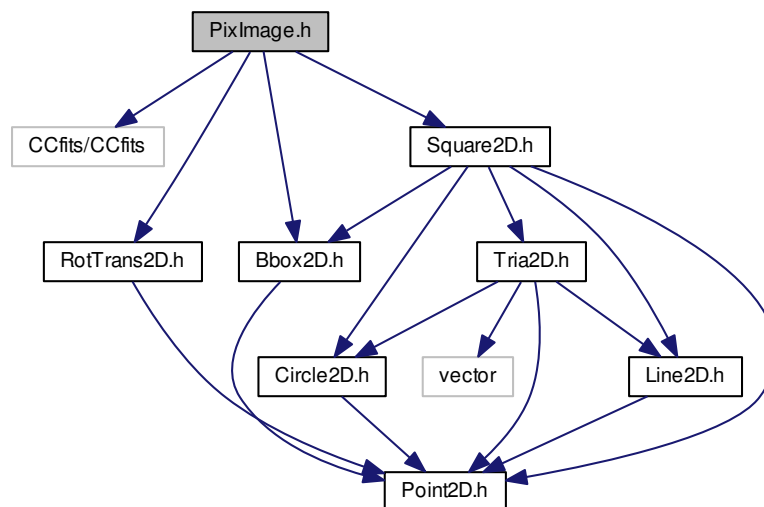 PixImage.h
CCfits/CCfits
Square2D.h
RotTrans2D.h
Bbox2D.h
Tria2D.h
Circle2D.h
vector
Line2D.h
Point2D.h